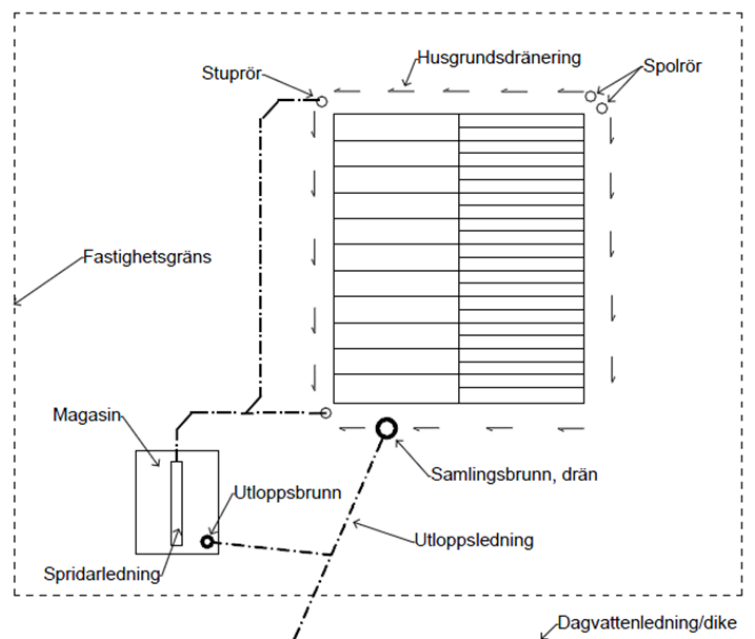 Husgrundsdränering
Stuprör
Spolrör
Fastighetsgräns
Magasin
Samlingsbrunn, drän
Utloppsbrunn
Utloppsledning
Spridarledning
Dagvattenledning/dike